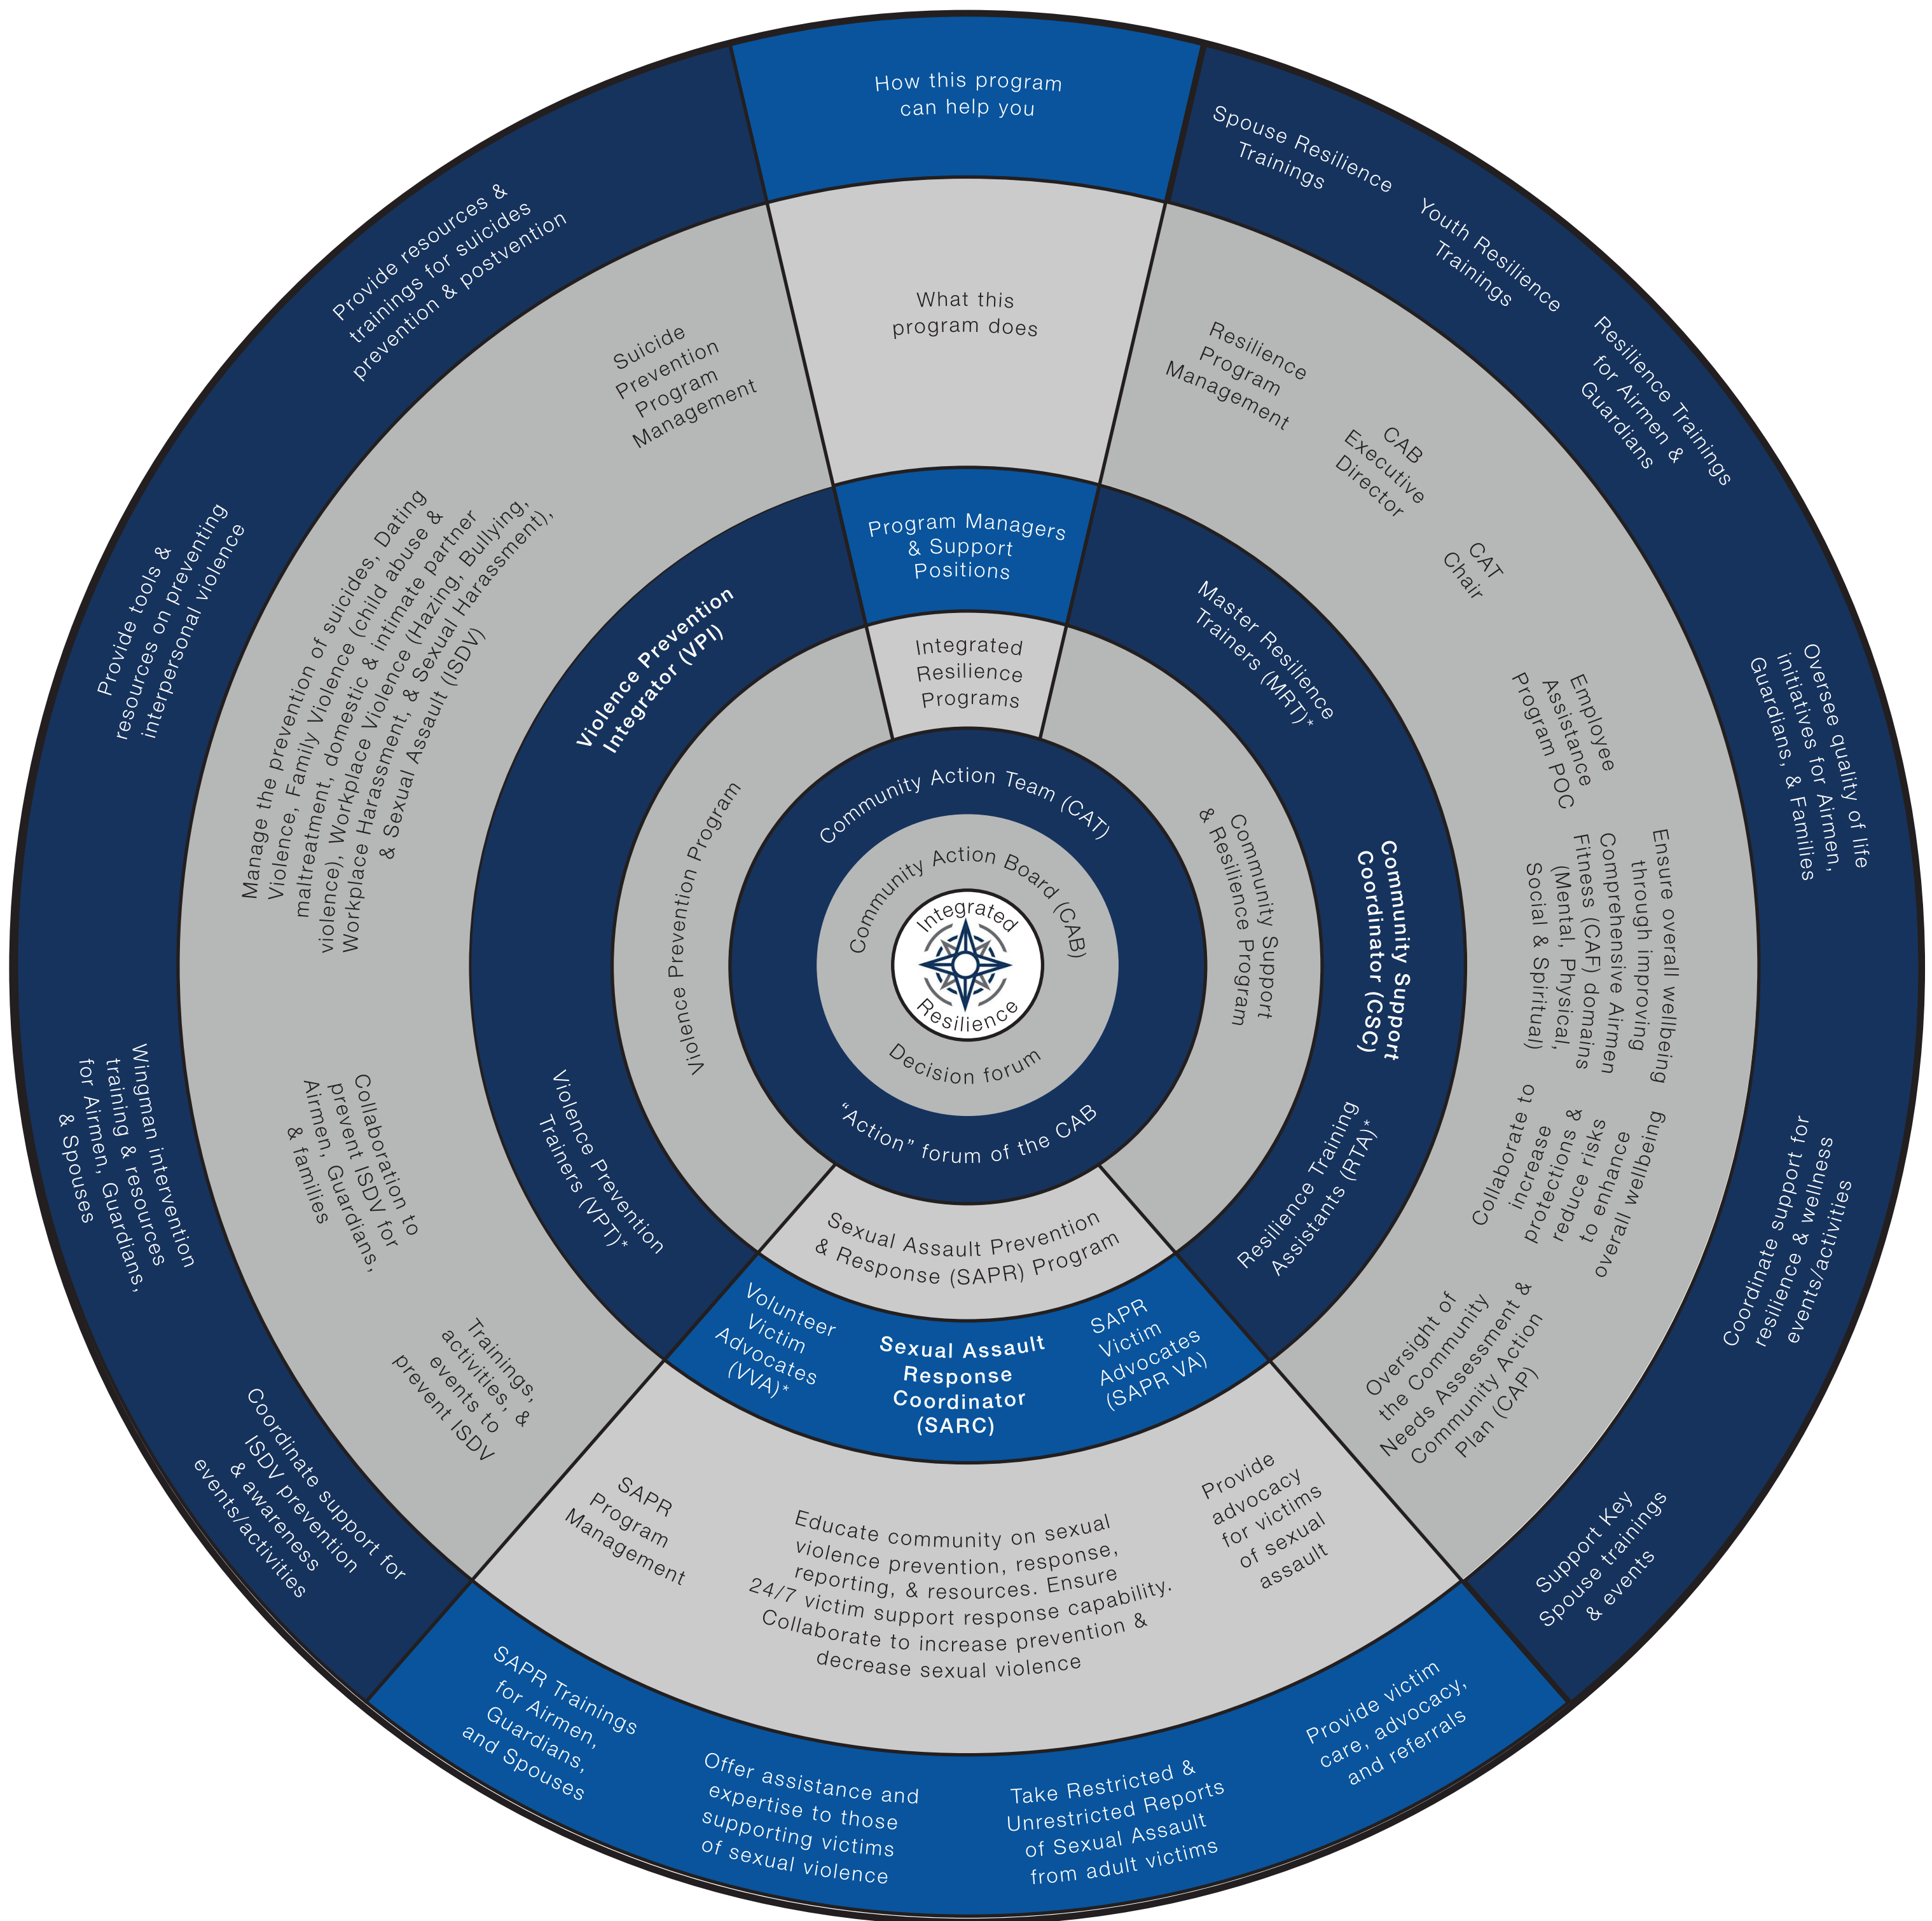 How this program
can help you
What this
program does
Program Managers
& Support
Positions
Integrated
Resilience
Programs
Community Action Team (CAT)
Community Action Board (CAB)
Integrated
Resilience
Decision forum
“Action” forum of the CAB
Community Support
& Resilience Program
Master Resilience
Trainers (MRT)*
Community Support
Coordinator (CSC)
Resilience Training
Assistants (RTA)*
Resilience
Program
Management
CAB
Executive
Director
CAT
Chair
Employee
Assistance
Program POC
Ensure overall wellbeing
through improving
Comprehensive Airmen
Fitness (CAF) domains
(Mental, Physical,
Social & Spiritual)
Collaborate to
increase
protections &
reduce risks
to enhance
overall wellbeing
Oversight of
the Community
Needs Assessment &
Community Action
Plan (CAP)
Spouse Resilience
Trainings
Youth Resilience
Trainings
Resilience Trainings
for Airmen &
Guardians
Oversee quality of life
initiatives for Airmen,
Guardians, & Families
Coordinate support for
resilience & wellness
events/activities
Support Key
Spouse trainings
& events
Sexual Assault Prevention
& Response (SAPR) Program
Volunteer
Victim
Advocates
(VVA)*
Sexual Assault
Response
Coordinator
(SARC)
SAPR
Victim
Advocates
(SAPR VA)
SAPR
Program
Management
Educate community on sexual
violence prevention, response,
reporting, & resources. Ensure
24/7 victim support response capability.
Collaborate to increase prevention &
decrease sexual violence
Provide
advocacy
for victims
of sexual
assault
SAPR Trainings
for Airmen,
Guardians,
and Spouses
Offer assistance and
expertise to those
supporting victims
of sexual violence
Take Restricted &
Unrestricted Reports
of Sexual Assault
from adult victims
Provide victim
care, advocacy,
and referrals
Violence Prevention Program
Violence Prevention
Integrator (VPI)
Violence Prevention
Trainers (VPT)*
Suicide
Prevention
Program
Management
Manage the prevention of suicides, Dating
Violence, Family Violence (child abuse &
maltreatment, domestic & intimate partner
violence), Workplace Violence (Hazing, Bullying,
Workplace Harassment, & Sexual Harassment),
& Sexual Assault (ISDV)
Collaboration to
prevent ISDV for
Airmen, Guardians,
& families
Trainings,
activities, &
events to
prevent ISDV
Provide resources &
trainings for suicides
prevention & postvention
Provide tools &
resources on preventing
interpersonal violence
Wingman intervention
training & resources
for Airmen, Guardians,
& Spouses
Coordinate support for
ISDV prevention
& awareness
events/activities